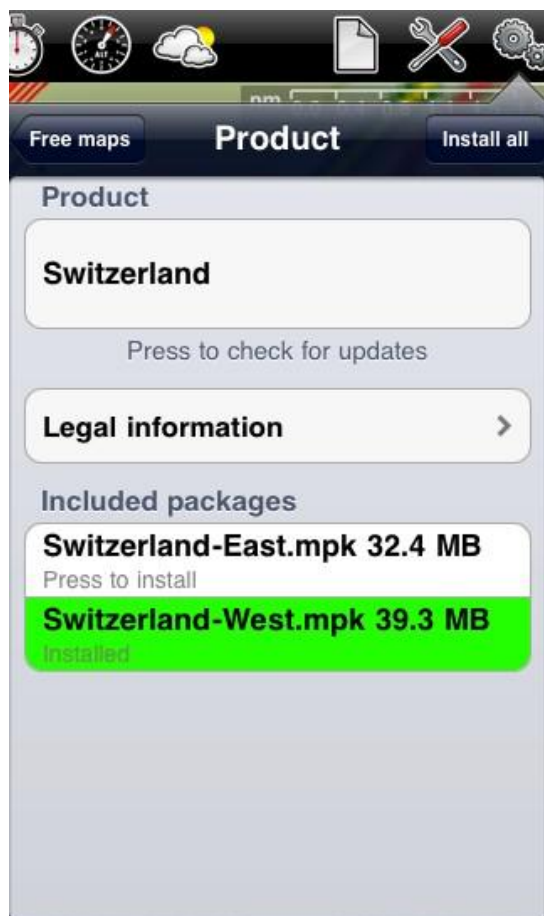 Air
nm
Free maps
Product
Install all
Product
Switzerland
Press to check for updates
Legal information
Included packages
Switzerland-East.mpk 32.4 MB
Press to install
Switzerland-West.mpk 39.3 MB
Installed